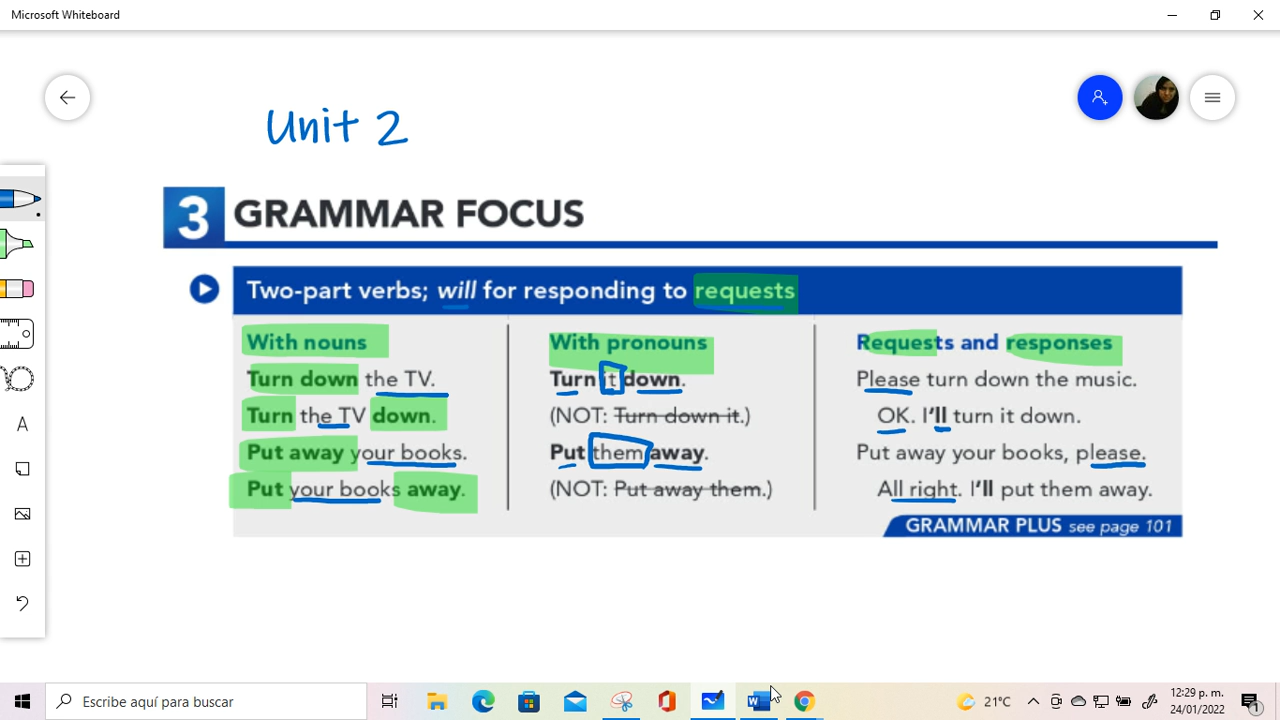 Microsoft Whiteboard
Unit 2
3 GRAMMAR FOCUS
Two-part verbs; will for responding to requests
With nouns
Turn down the TV.
Turn the TV down.
Put away your books.
Put your books away.
With pronouns
Turn it down.
(NOT: Turn down it.)
Put them away.
(NOT: Put away them.)
Requests and responses
Please turn down the music.
OK. I'll turn it down.
Put away your books, please.
All right. I'll put them away.
GRAMMAR PLUS see page 101
A
Escribe aquí para buscar
21°C
12:29 p. m.
24/01/2022
1